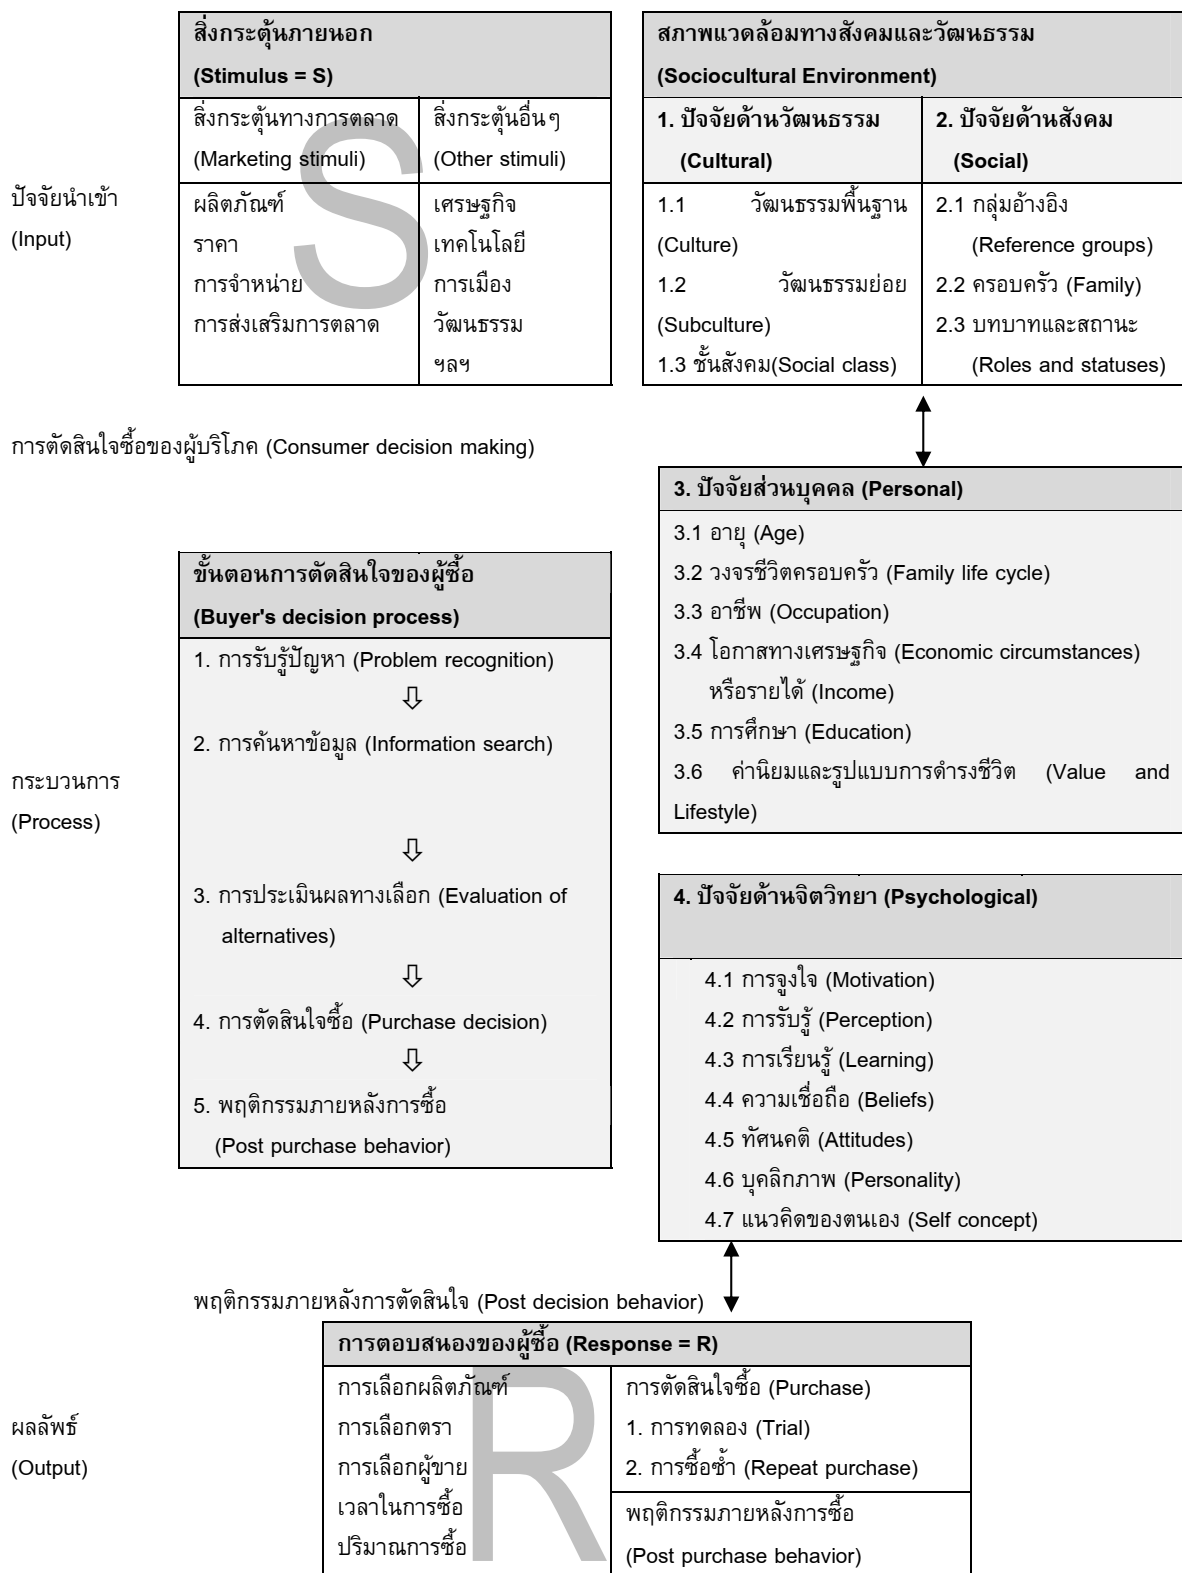 สิ่งกระตุ้นภายนอก
(Stimulus = S)
สิ่งกระตุ้นทางการตลาด
(Marketing stimuli)
สิ่งกระตุ้นอื่นๆ
(Other stimuli)
ปัจจัยนำเข้า
(Input)
ผลิตภัณฑ์
ราคา
การจำหน่าย
การส่งเสริมการตลาด
เศรษฐกิจ
เทคโนโลยี
การเมือง
วัฒนธรรม
ฯลฯ
S
สภาพแวดล้อมทางสังคมและวัฒนธรรม
(Sociocultural Environment)
1. ปัจจัยด้านวัฒนธรรม
(Cultural)
2. ปัจจัยด้านสังคม
(Social)
1.1 วัฒนธรรมพื้นฐาน
(Culture)
1.2 วัฒนธรรมย่อย
(Subculture)
1.3 ชั้นสังคม(Social class)
2.1 กลุ่มอ้างอิง
(Reference groups)
2.2 ครอบครัว (Family)
2.3 บทบาทและสถานะ
(Roles and statuses)
การตัดสินใจซื้อของผู้บริโภค (Consumer decision making)
กระบวนการ
(Process)
ขั้นตอนการตัดสินใจของผู้ซื้อ
(Buyer's decision process)
1. การรับรู้ปัญหา (Problem recognition)
2. การค้นหาข้อมูล (Information search)
3. การประเมินผลทางเลือก (Evaluation of
alternatives)
4. การตัดสินใจซื้อ (Purchase decision)
5. พฤติกรรมภายหลังการซื้อ
(Post purchase behavior)
3. ปัจจัยส่วนบุคคล (Personal)
3.1 อายุ (Age)
3.2 วงจรชีวิตครอบครัว (Family life cycle)
3.3 อาชีพ (Occupation)
3.4 โอกาสทางเศรษฐกิจ (Economic circumstances)
หรือรายได้ (Income)
3.5 การศึกษา (Education)
3.6 ค่านิยมและรูปแบบการดำรงชีวิต (Value and
Lifestyle)
4. ปัจจัยด้านจิตวิทยา (Psychological)
4.1 การจูงใจ (Motivation)
4.2 การรับรู้ (Perception)
4.3 การเรียนรู้ (Learning)
4.4 ความเชื่อถือ (Beliefs)
4.5 ทัศนคติ (Attitudes)
4.6 บุคลิกภาพ (Personality)
4.7 แนวคิดของตนเอง (Self concept)
พฤติกรรมภายหลังการตัดสินใจ (Post decision behavior)
ผลลัพธ์
(Output)
การตอบสนองของผู้ซื้อ (Response = R)
การเลือกผลิตภัณฑ์
การเลือกตรา
การเลือกผู้ขาย
เวลาในการซื้อ
ปริมาณการซื้อ
R
การตัดสินใจซื้อ (Purchase)
1. การทดลอง (Trial)
2. การซื้อซ้ำ (Repeat purchase)
พฤติกรรมภายหลังการซื้อ
(Post purchase behavior)